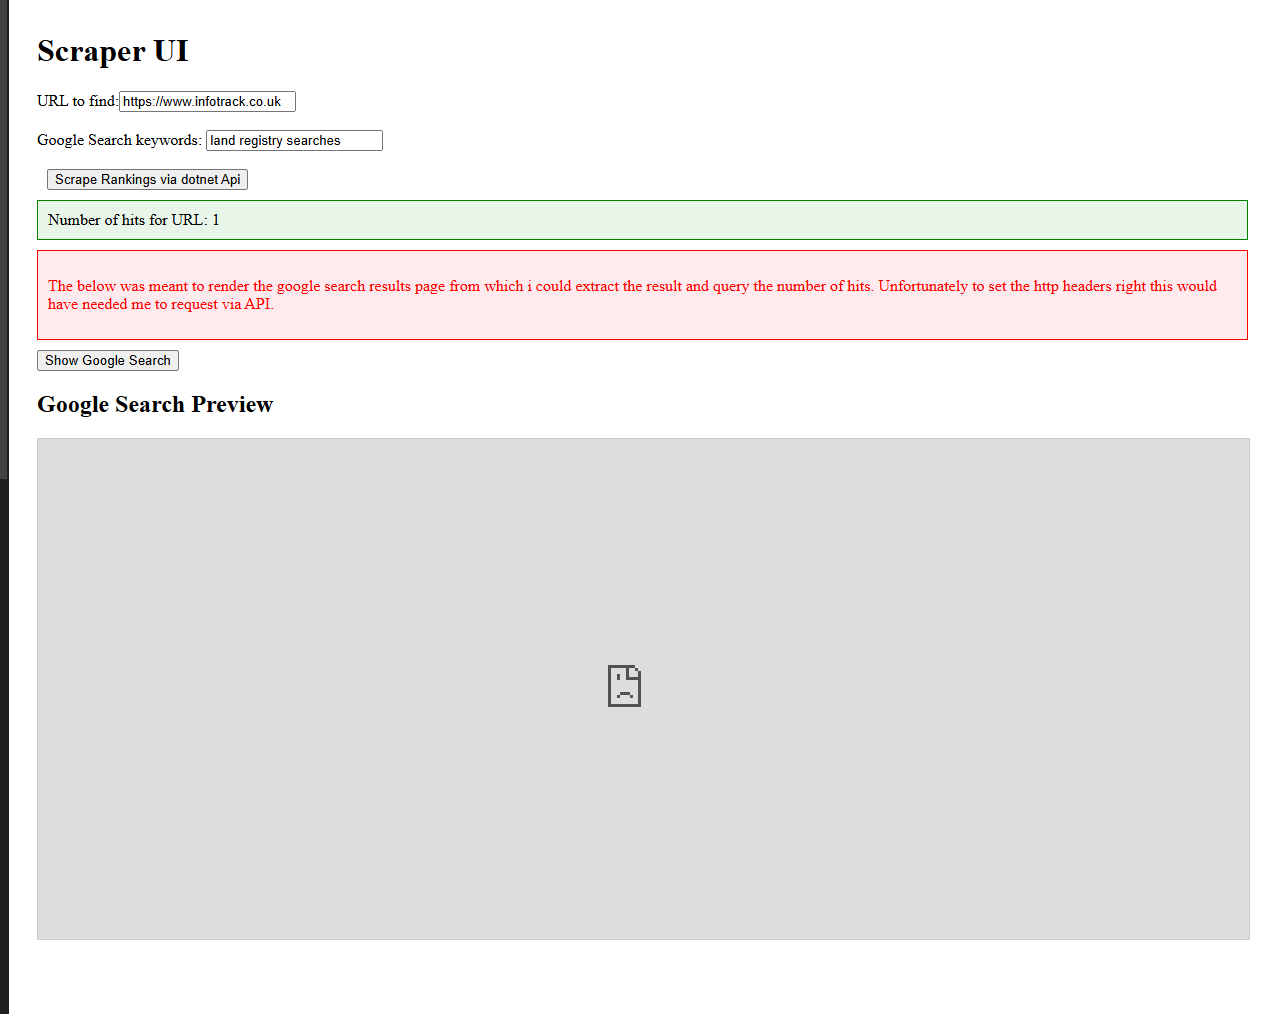 Scraper UI
URL to find: https://www.infotrack.co.uk
Google Search keywords: land registry searches
Scrape Rankings via dotnet Api
Number of hits for URL: 1
The below was meant to render the google search results page from which i could extract the result and query the number of hits. Unfortunately to set the http headers right this would
have needed me to request via API.
Show Google Search
Google Search Preview